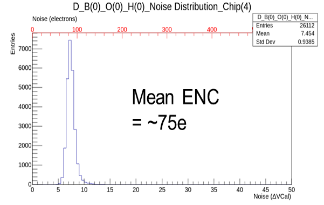 D_B(0)_O(0)_H(0)_Noise Distribution_Chip(4)
Noise (electrons)
0 100 200 300 400
D_B(0)_O(0)_H(0)_N...
Entries 26112
Mean 7.454
Std Dev 0.9385
Entries
7000
6000
5000
4000
3000
2000
1000
0
Mean ENC
= ~75e
0 5 10 15 20 25 30 35 40 45 50
Noise (ΔVCal)